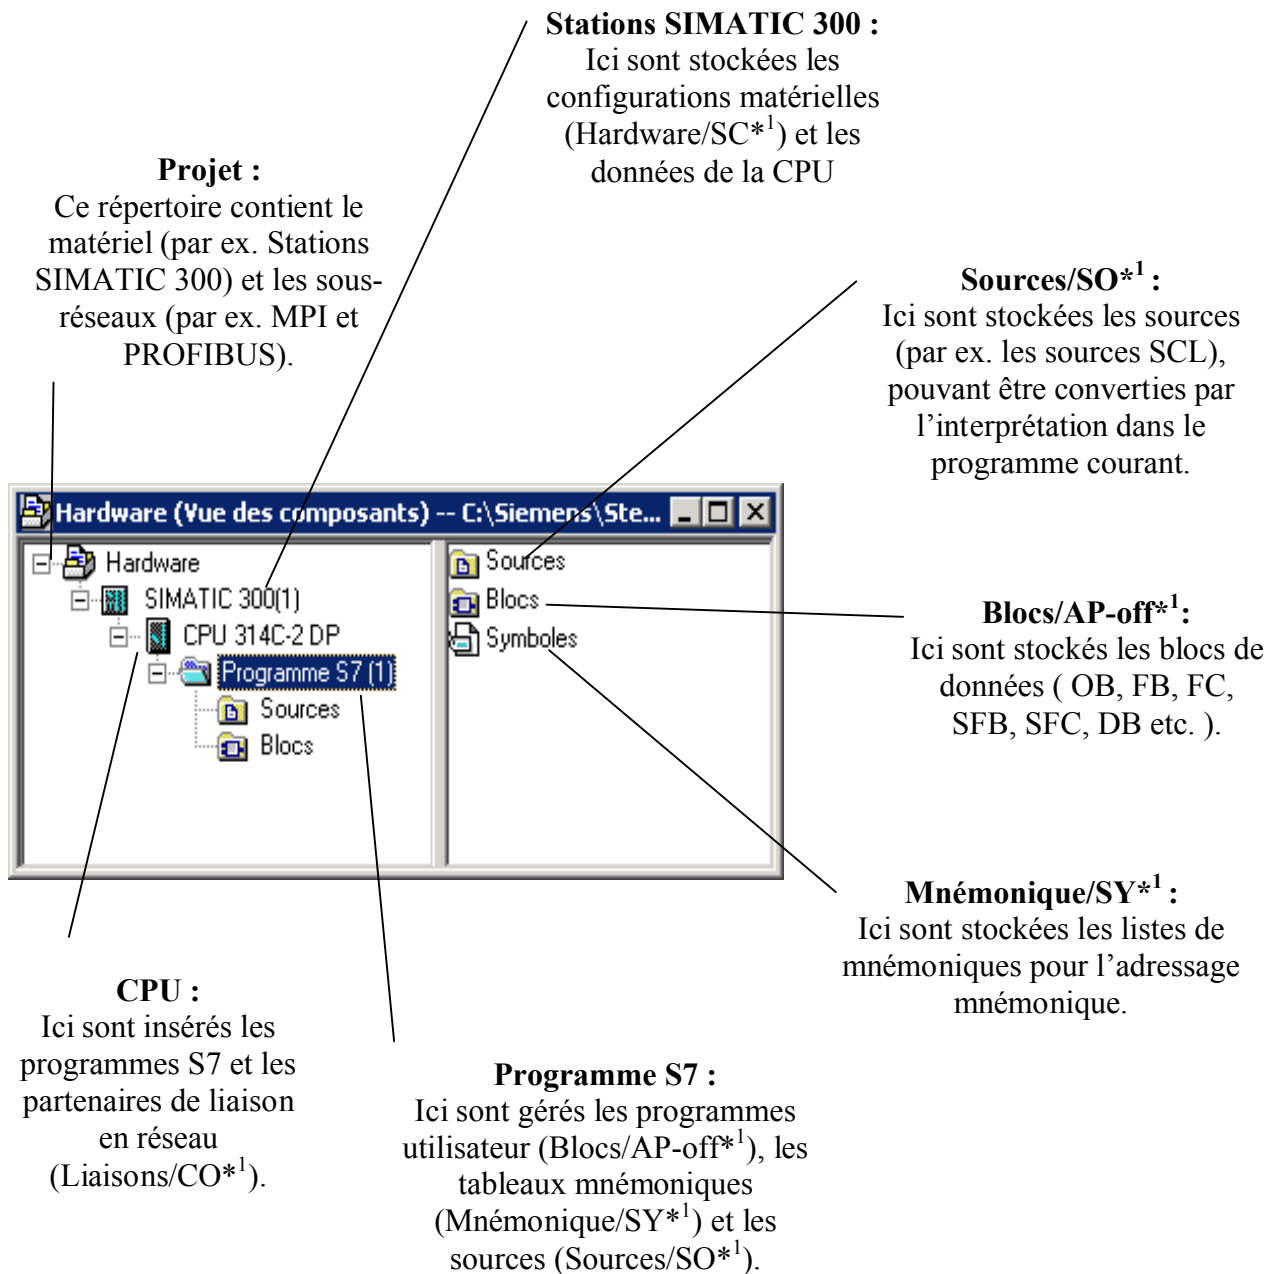 Stations SIMATIC 300 :
Ici sont stockées les
configurations matérielles
(Hardware/SC*1) et les
données de la CPU
Projet :
Ce répertoire contient le
matériel (par ex. Stations
SIMATIC 300) et les sous-
réseaux (par ex. MPI et
PROFIBUS).
Sources/SO*1 :
Ici sont stockées les sources
(par ex. les sources SCL),
pouvant être converties par
l’interprétation dans le
programme courant.
Hardware (Vue des composants) -- C:\Siemens\Ste...
Hardware
SIMATIC 300(1)
CPU 314C-2 DP
Programme S7 (1)
Sources
Blocs
Sources
Blocs
Symboles
Blocs/AP-off*1:
Ici sont stockés les blocs de
données ( OB, FB, FC,
SFB, SFC, DB etc. ).
Mnémonique/SY*1 :
Ici sont stockées les listes de
mnémoniques pour l’adressage
mnémonique.
CPU :
Ici sont insérés les
programmes S7 et les
partenaires de liaison
en réseau
(Liaisons/CO*1).
Programme S7 :
Ici sont gérés les programmes
utilisateur (Blocs/AP-off*1), les
tableaux mnémoniques
(Mnémonique/SY*1) et les
sources (Sources/SO*1).